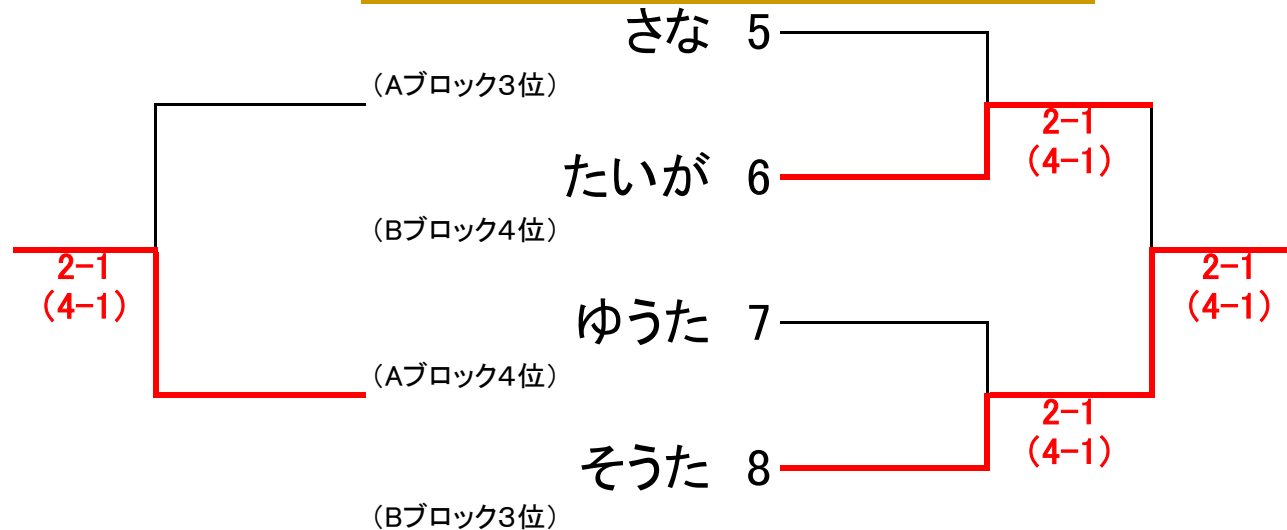 さな 5
(Aブロック3位)
2-1
(4-1)
たいが 6
(Bブロック4位)
2-1
(4-1)
2-1
(4-1)
ゆうた 7
(Aブロック4位)
2-1
(4-1)
そうた 8
(Bブロック3位)